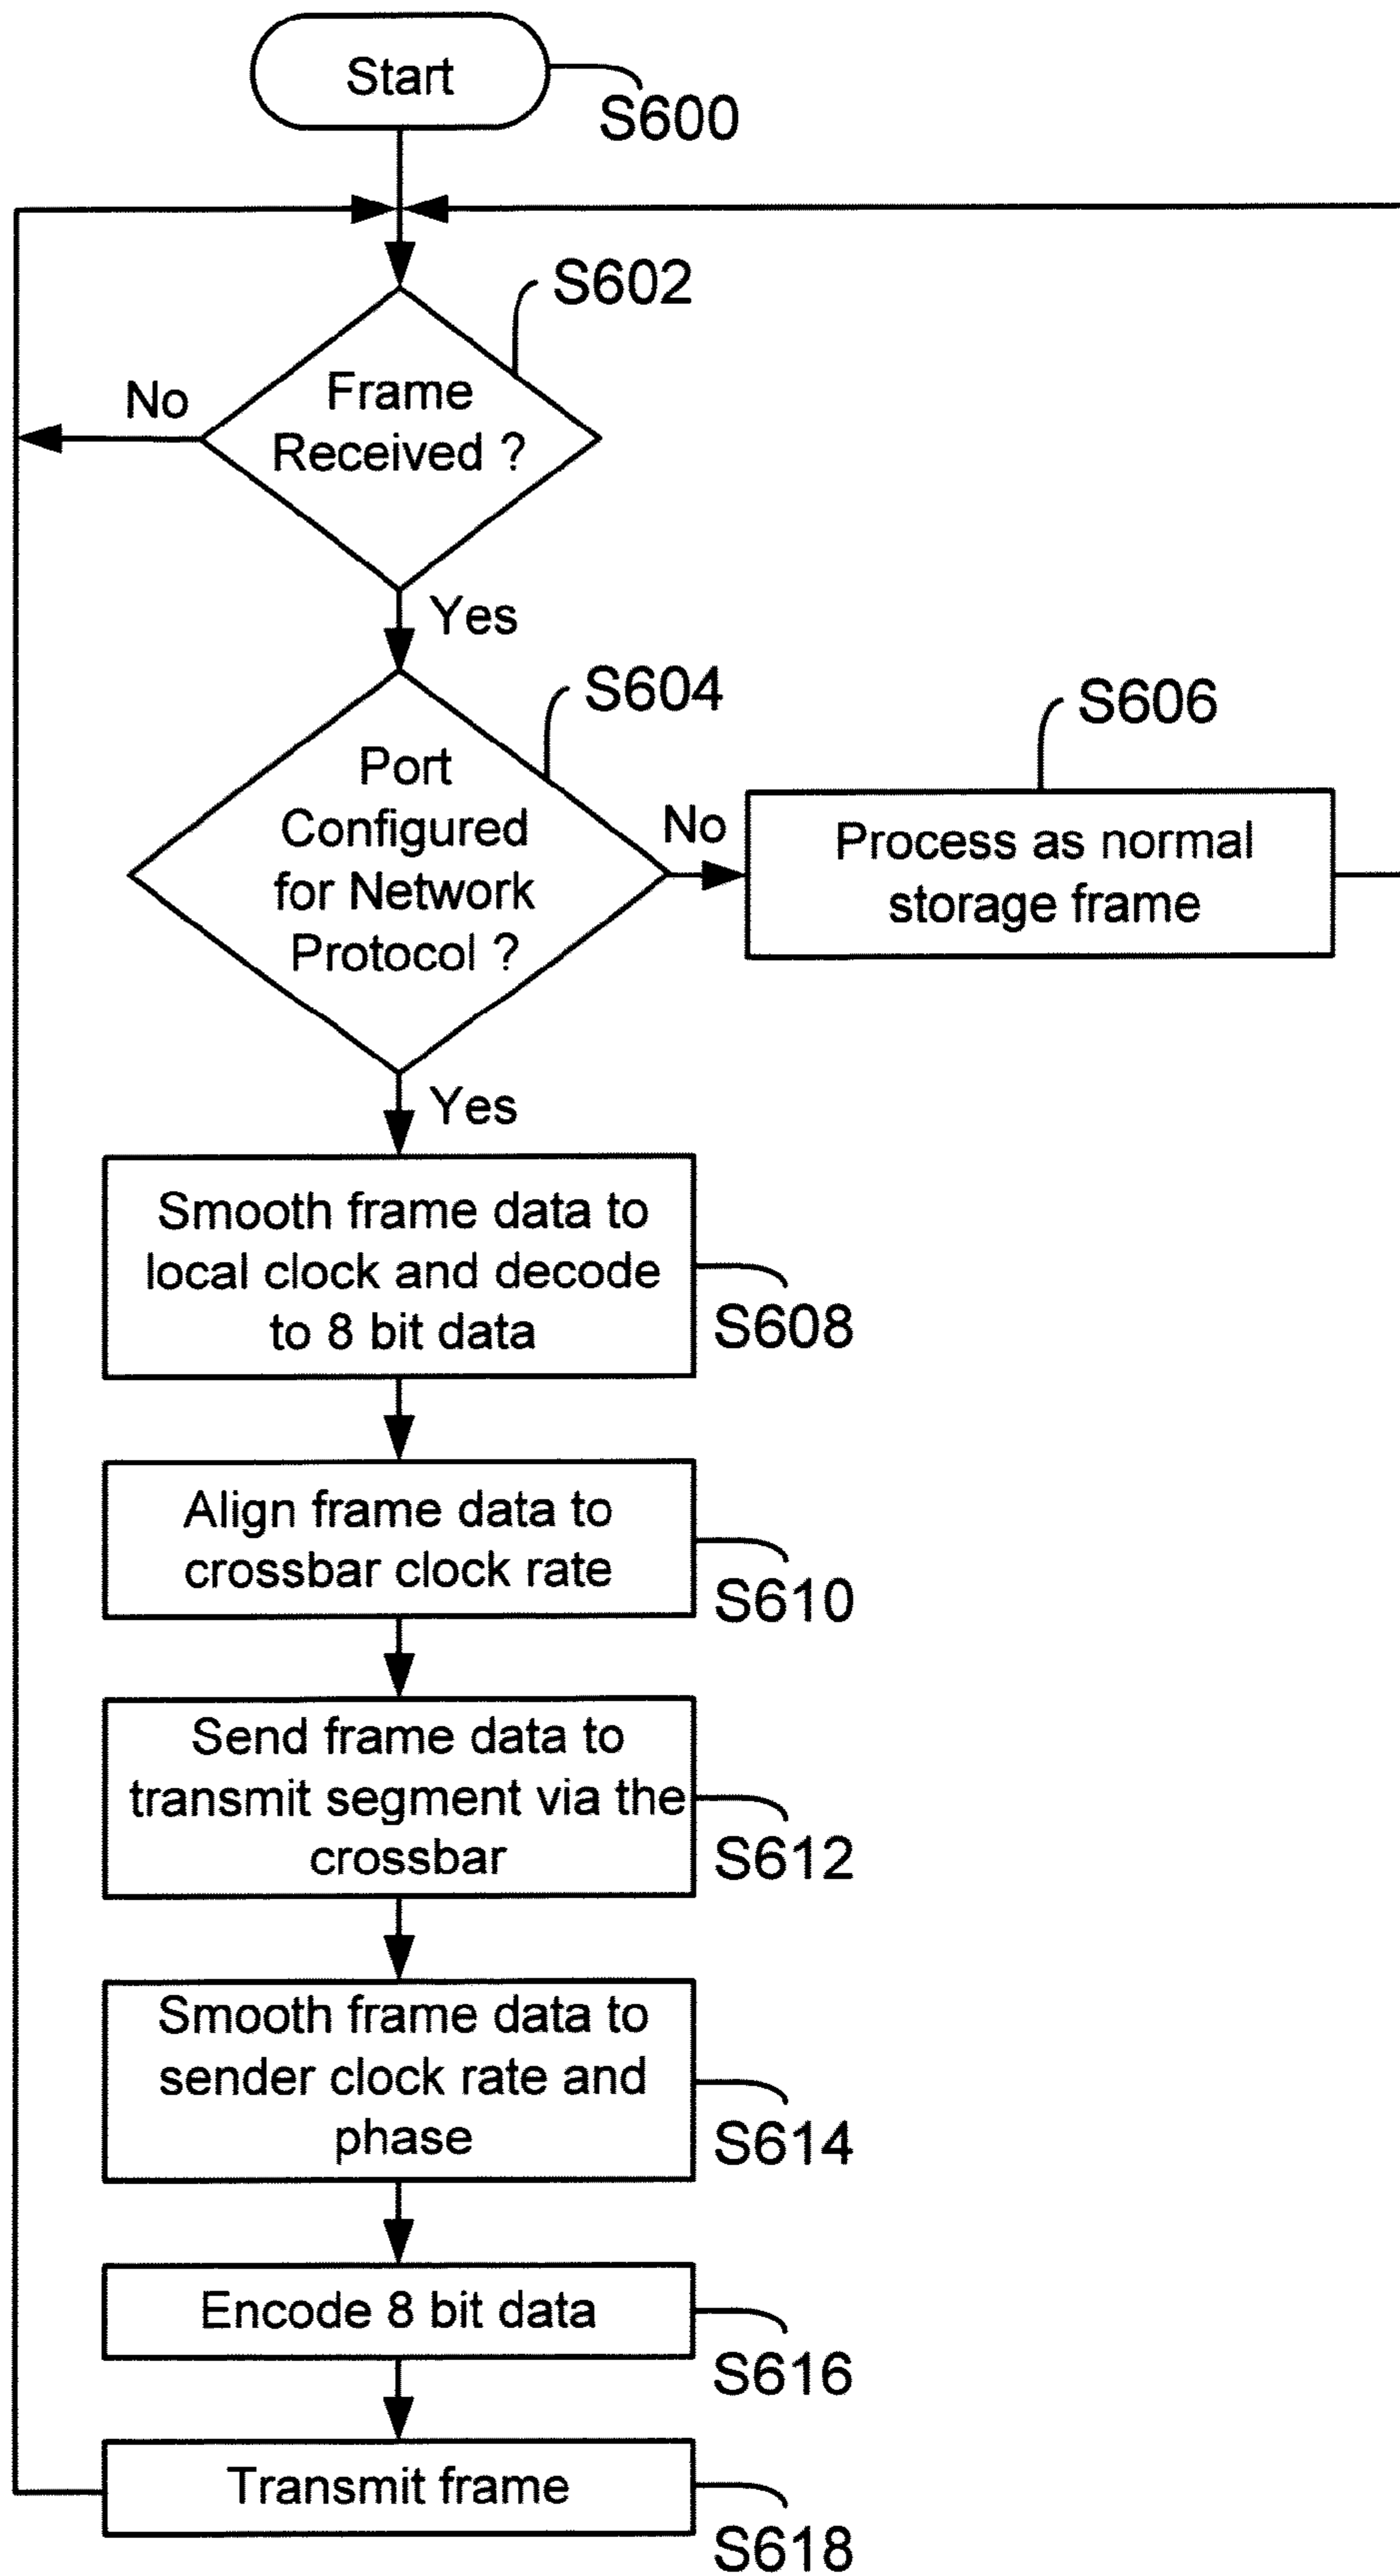 Start
S600
S602
Frame
Received ?
No
Yes
S604
Port
Configured
for Network
Protocol ?
No
S606
Process as normal
storage frame
Yes
Smooth frame data to
local clock and decode
to 8 bit data
S608
Align frame data to
crossbar clock rate
S610
Send frame data to
transmit segment via the
crossbar
S612
Smooth frame data to
sender clock rate and
phase
S614
Encode 8 bit data
S616
Transmit frame
S618